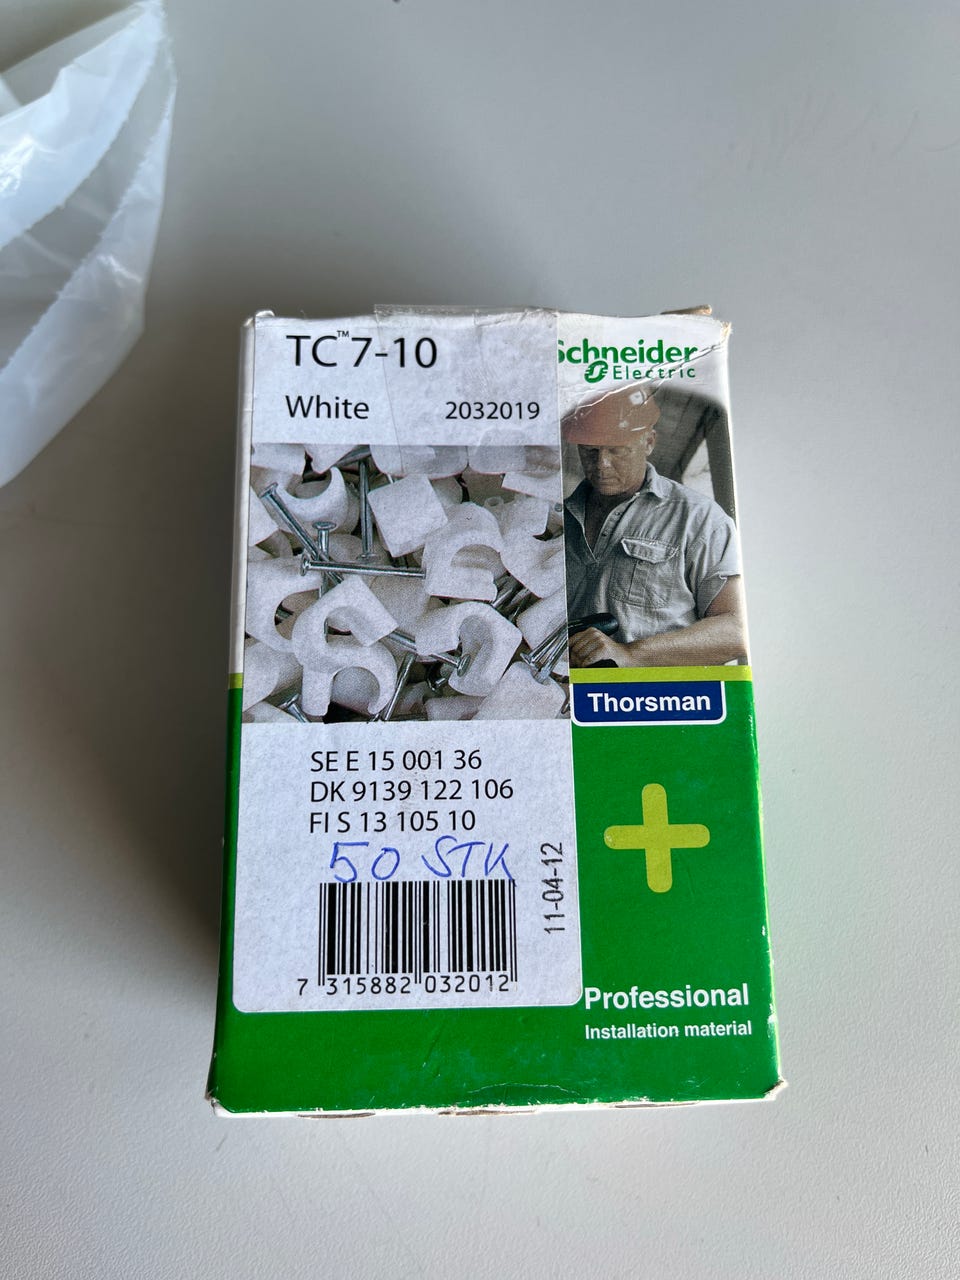 TC™7-10
White 2032019
Schneider
Electric
Thorsman
SE E 15 001 36
DK 9139 122 106
FI S 13 105 10
50 STK
11-04-12
7 315882 032012
Professional
Installation material